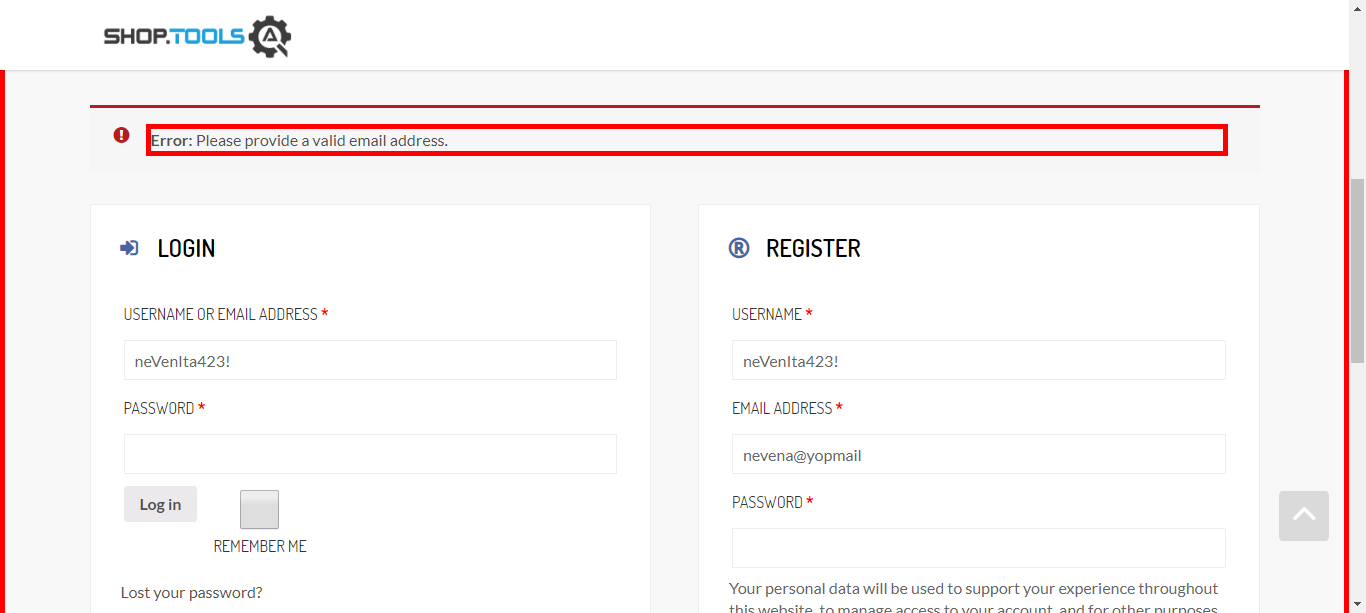 SHOP.TOOLS
Error: Please provide a valid email address.
LOGIN
USERNAME OR EMAIL ADDRESS *
neVenIta423!
PASSWORD *
Log in
REMEMBER ME
Lost your password?
REGISTER
USERNAME *
neVenIta423!
EMAIL ADDRESS *
nevena@yopmail
PASSWORD *
Your personal data will be used to support your experience throughout
this website, to manage access to your account, and for other purposes